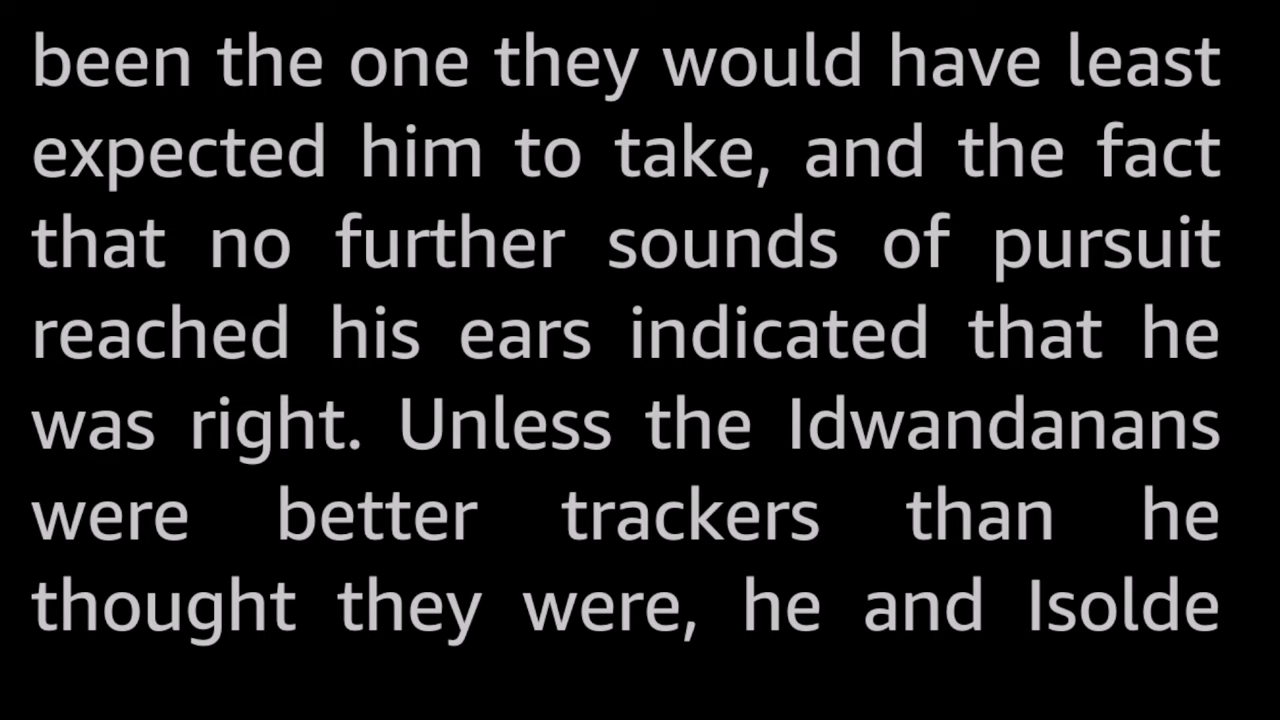 been the one they would have least
expected him to take, and the fact
that no further sounds of pursuit
reached his ears indicated that he
was right. Unless the Idwandanans
were better trackers than he
thought they were, he and Isolde